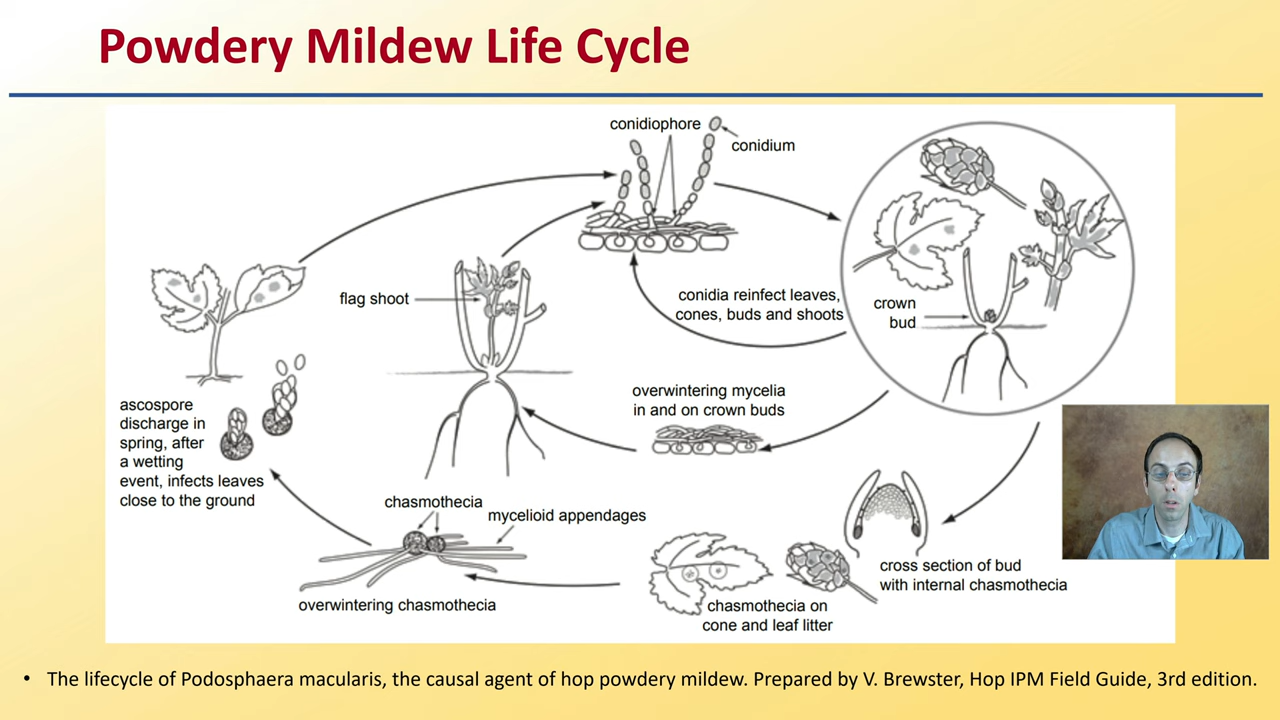 Powdery Mildew Life Cycle
conidiophore
conidium
flag shoot
conidia reinfect leaves,
cones, buds and shoots
crown
bud
overwintering mycelia
in and on crown buds
ascospore
discharge in
spring, after
a wetting
event, infects leaves
close to the ground
chasmothecia
mycelioid appendages
overwintering chasmothecia
chasmothecia on
cone and leaf litter
cross section of bud
with internal chasmothecia
• The lifecycle of Podosphaera macularis, the causal agent of hop powdery mildew. Prepared by V. Brewster, Hop IPM Field Guide, 3rd edition.